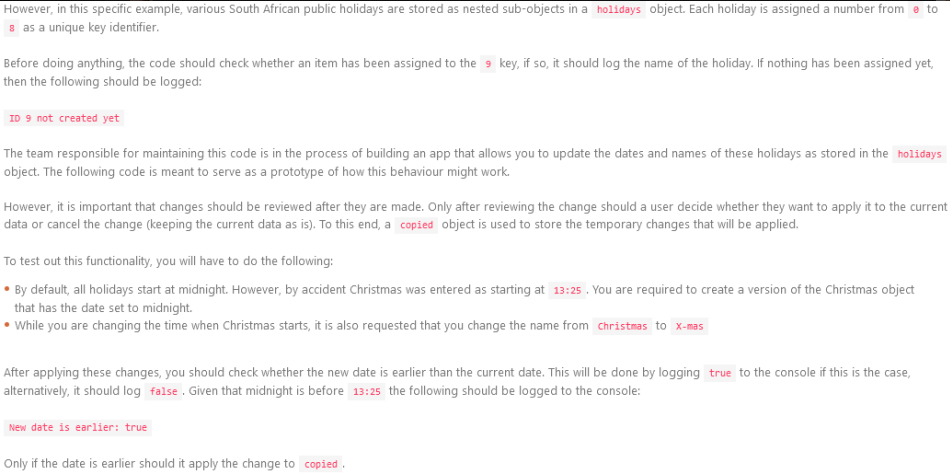 However, in this specific example, various South African public holidays are stored as nested sub-objects in a holidays object. Each holiday is assigned a number from 0 to
8 as a unique key identifier.
Before doing anything, the code should check whether an item has been assigned to the 9 key, if so, it should log the name of the holiday. If nothing has been assigned yet,
then the following should be logged:
ID 9 not created yet
The team responsible for maintaining this code is in the process of building an app that allows you to update the dates and names of these holidays as stored in the holidays
object. The following code is meant to serve as a prototype of how this behaviour might work.
However, it is important that changes should be reviewed after they are made. Only after reviewing the change should a user decide whether they want to apply it to the current
data or cancel the change (keeping the current data as is). To this end, a copied object is used to store the temporary changes that will be applied.
To test out this functionality, you will have to do the following:
• By default, all holidays start at midnight. However, by accident Christmas was entered as starting at 13:25. You are required to create a version of the Christmas object
that has the date set to midnight.
• While you are changing the time when Christmas starts, it is also requested that you change the name from Christmas to X-mas
After applying these changes, you should check whether the new date is earlier than the current date. This will be done by logging true to the console if this is the case,
alternatively, it should log false. Given that midnight is before 13:25 the following should be logged to the console:
New date is earlier: true
Only if the date is earlier should it apply the change to copied.